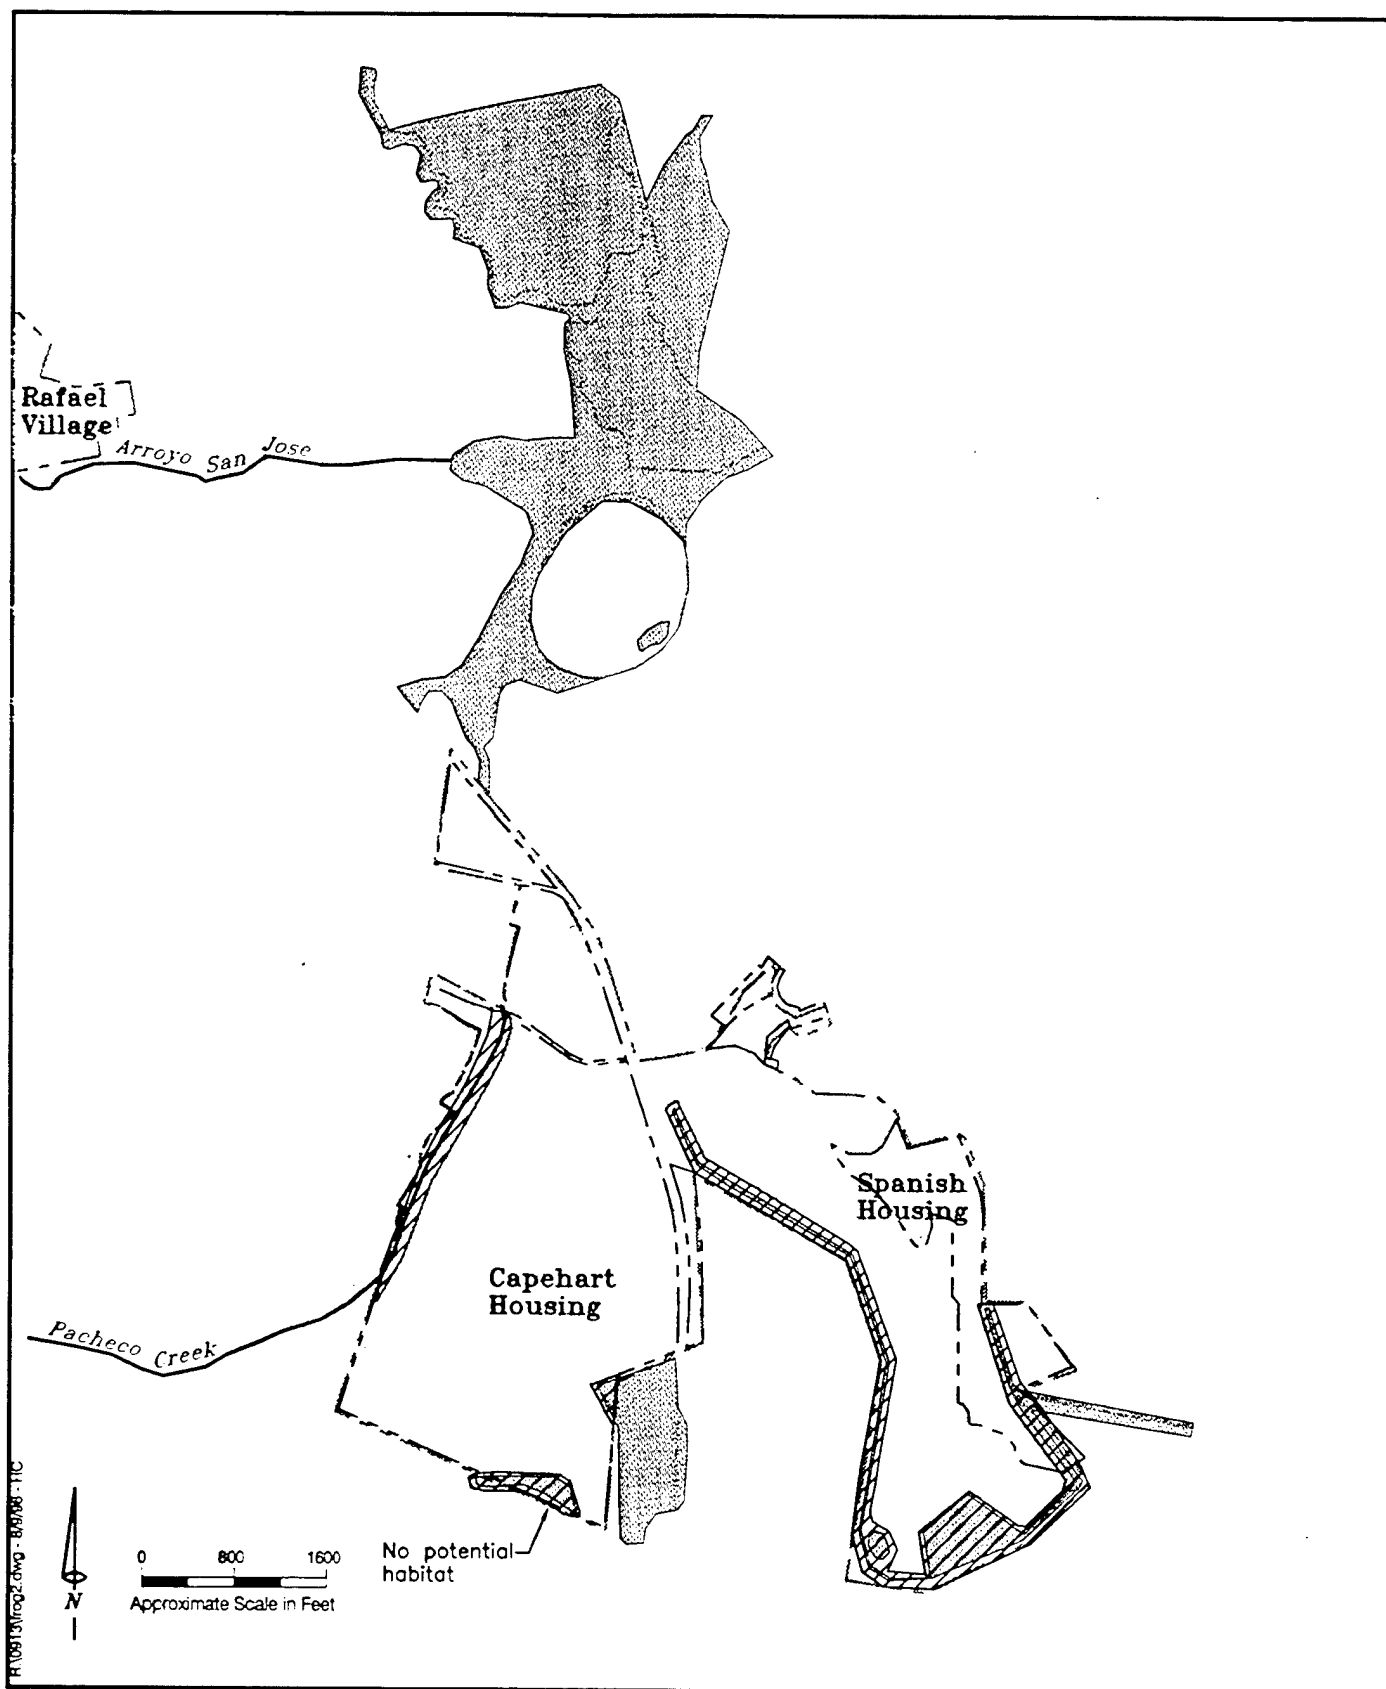 Rafael
Village
Arroyo San Jose
Spanish
Housing
Capehart
Housing
Pacheco Creek
No potential
habitat
0 800 1600
Approximate Scale in Feet
N